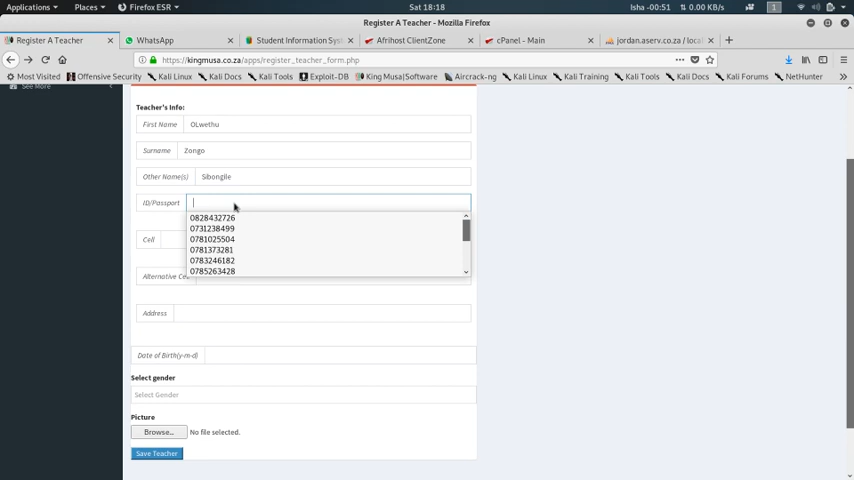 Applications Places Firefox ESR Sat 18:18 Isha -00:51 0.00 KB/s 1
Register A Teacher - Mozilla Firefox
Register A Teacher WhatsApp Student Information Sys Afrihost ClientZone cPanel - Main jordan.aserv.co.za / local
https://kingmusa.co.za/apps/register_teacher_form.php
Most Visited Offensive Security Kali Linux Kali Docs Kali Tools Exploit-DB King Musa|Software Aircrack-ng Kali Linux Kali Training Kali Tools Kali Docs Kali Forums NetHunter
See More
Teacher's Info:
First Name OLwethu
Surname Zongo
Other Name(s) Sibongile
ID/Passport
0828432726
0731238499
0781025504
0781373281
0783246182
0785263428
Cell
Alternative Cell
Address
Date of Birth(y-m-d)
Select gender
Select Gender
Picture
Browse... No file selected.
Save Teacher